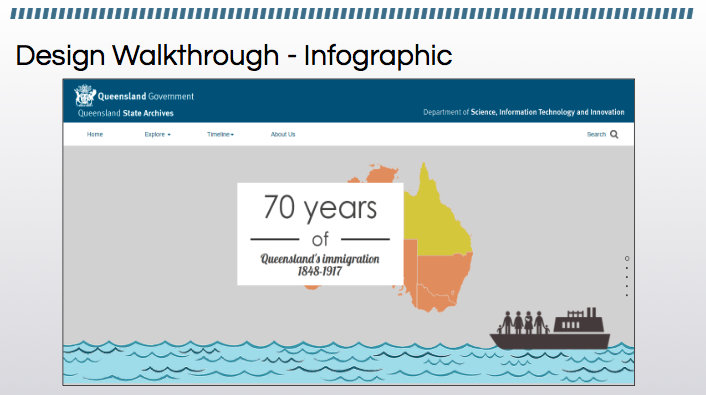 Design Walkthrough - Infographic
Queensland Government
Queensland State Archives
Department of Science, Information Technology and Innovation
Home Explore Timeline About Us Search
70 years
of
Queensland's immigration
1848-1917